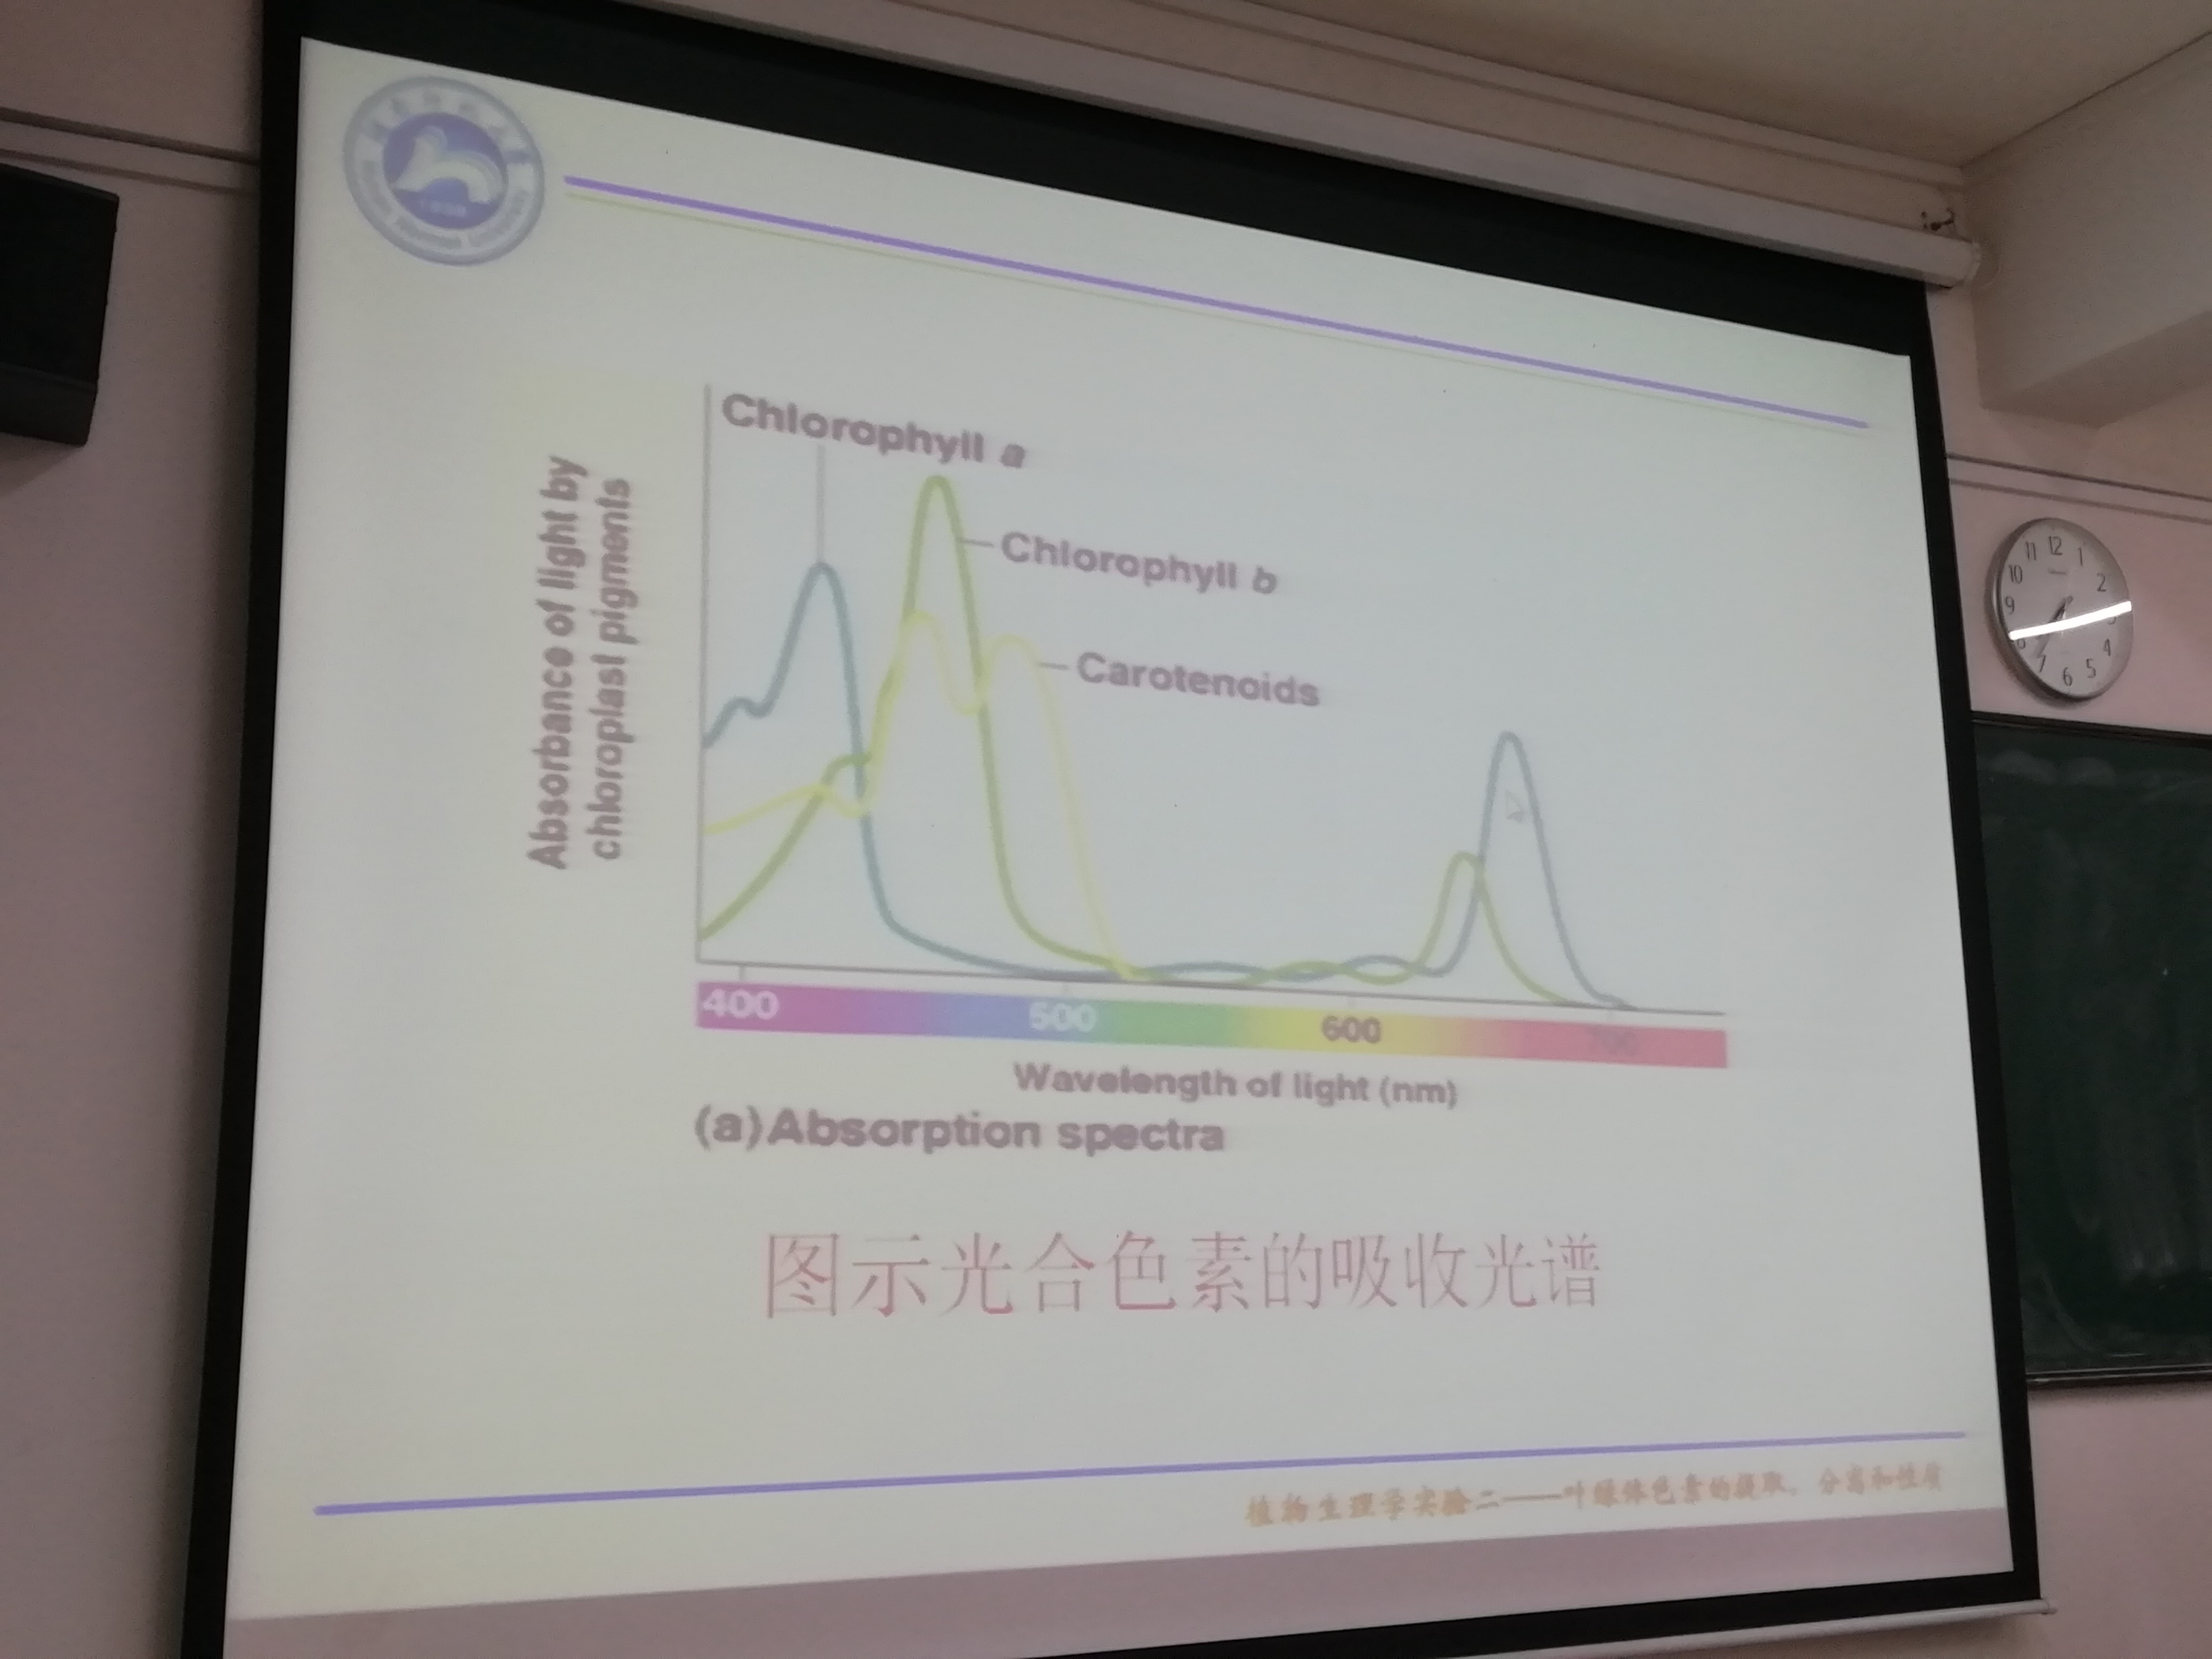 Chlorophyll a
Chlorophyll b
Carotenoids
Absorbance of light by
chloroplast pigments
400 500 600 700
Wavelength of light (nm)
(a) Absorption spectra
图示光合色素的吸收光谱
植物生理学实验二——叶绿体色素的提取、分离和性质
11 12 1
10 2
9
8 4
7 6 5